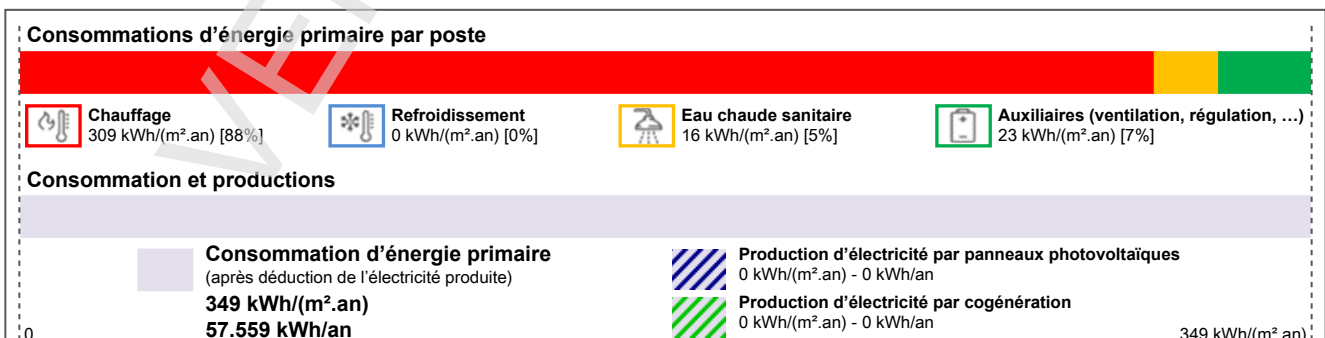 Consommations d'énergie primaire par poste
Chauffage
309 kWh/(m².an) [88%]
Refroidissement
0 kWh/(m².an) [0%]
Eau chaude sanitaire
16 kWh/(m².an) [5%]
Auxiliaires (ventilation, régulation, …)
23 kWh/(m².an) [7%]
Consommation et productions
Consommation d'énergie primaire
(après déduction de l'électricité produite)
349 kWh/(m².an)
57.559 kWh/an
Production d'électricité par panneaux photovoltaïques
0 kWh/(m².an) - 0 kWh/an
Production d'électricité par cogénération
0 kWh/(m².an) - 0 kWh/an
0
349 kWh/(m².an)